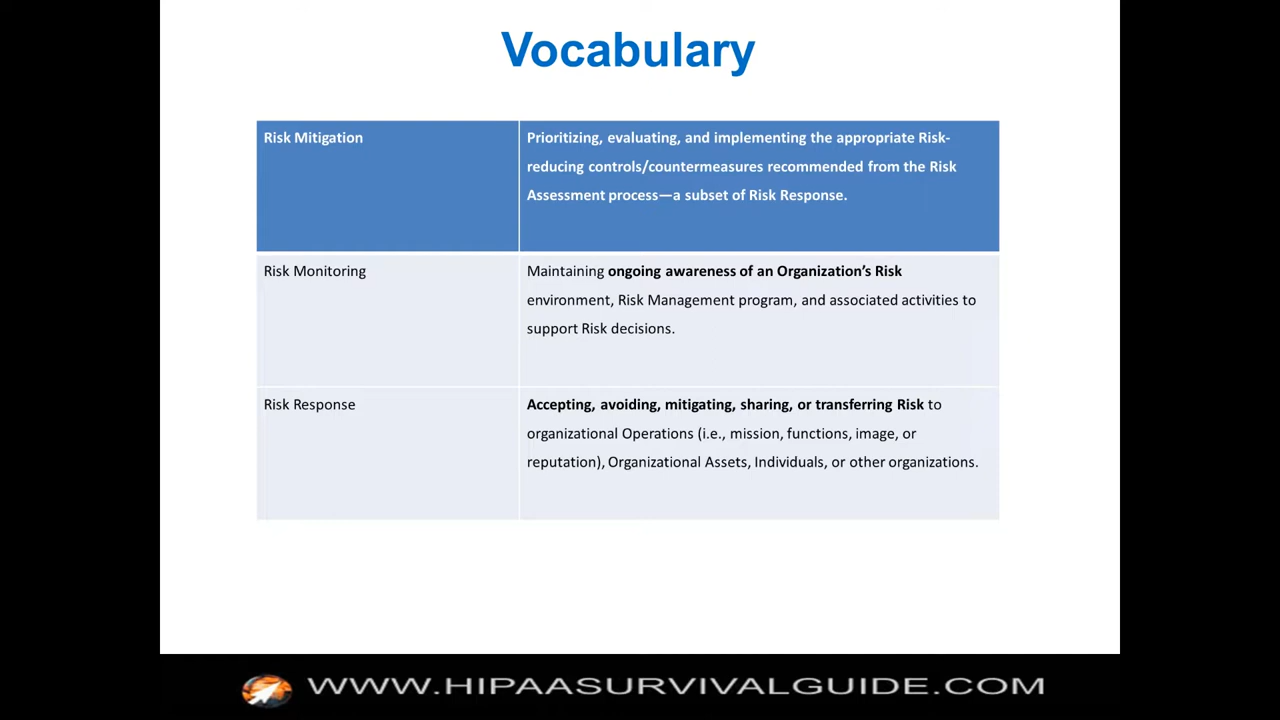 Vocabulary
Risk Mitigation
Prioritizing, evaluating, and implementing the appropriate Risk-
reducing controls/countermeasures recommended from the Risk
Assessment process—a subset of Risk Response.
Risk Monitoring
Maintaining ongoing awareness of an Organization’s Risk
environment, Risk Management program, and associated activities to
support Risk decisions.
Risk Response
Accepting, avoiding, mitigating, sharing, or transferring Risk to
organizational Operations (i.e., mission, functions, image, or
reputation), Organizational Assets, Individuals, or other organizations.
WWW.HIPAASURVIVALGUIDE.COM